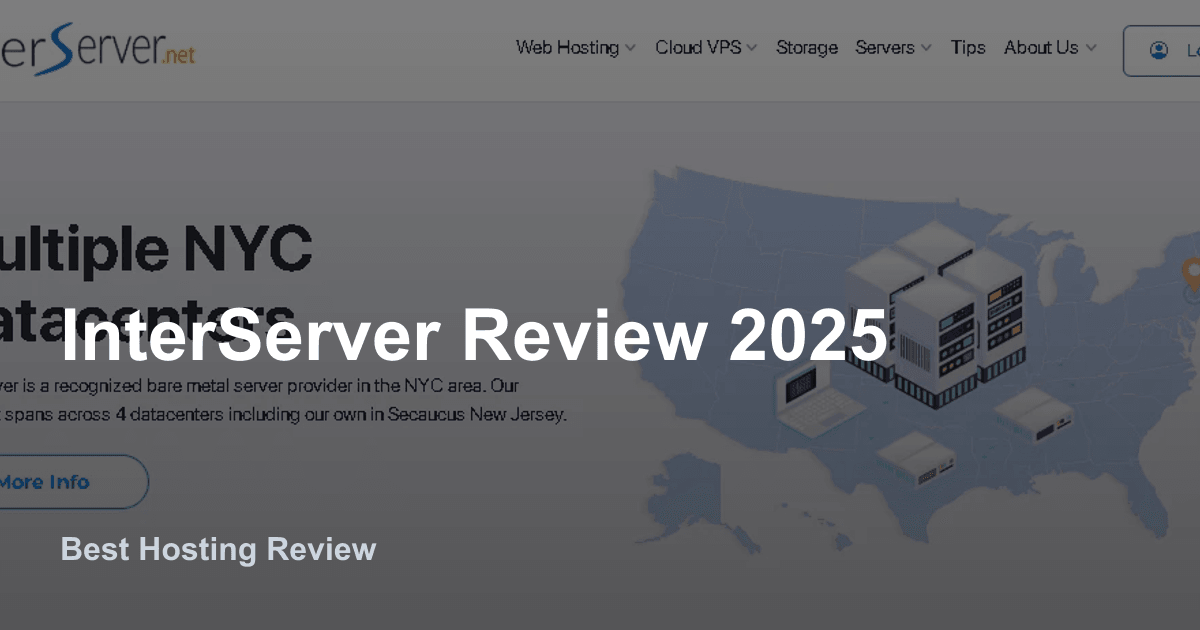 erServer.net
Web Hosting Cloud VPS Storage Servers Tips About Us
ultiple NYC
atacenters
InterServer Review 2025
ver is a recognized bare metal server provider in the NYC area. Our
spans across 4 datacenters including our own in Secaucus New Jersey.
More Info
Best Hosting Review